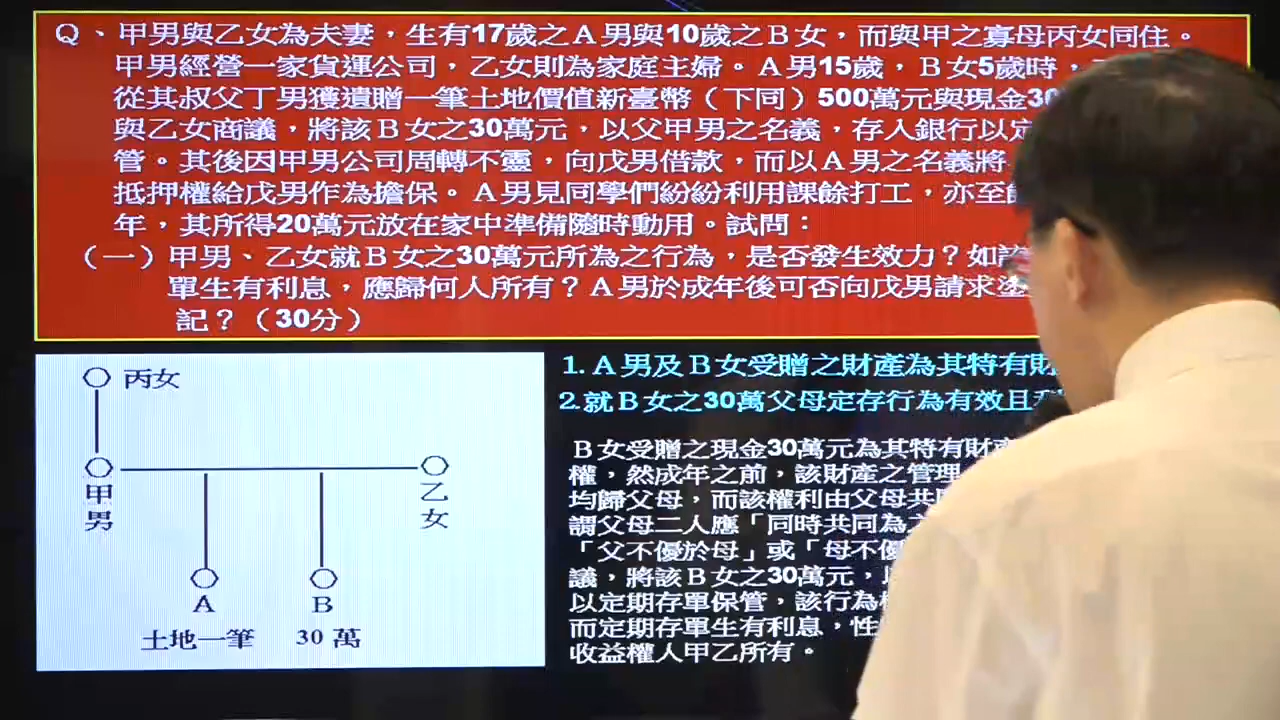 Q、甲男與乙女為夫妻,生有17歲之A男與10歲之B女,而與甲之寡母丙女同住。
甲男經營一家貨運公司,乙女則為家庭主婦。A男15歲,B女5歲時,
從其叔父丁男獲遺贈一筆土地價值新臺幣(下同)500萬元與現金30
與乙女商議,將該B女之30萬元,以父甲男之名義,存入銀行以定
管。其後因甲男公司周轉不靈,向戊男借款,而以A男之名義將
抵押權給戊男作為擔保。A男見同學們紛紛利用課餘打工,亦至
年,其所得20萬元放在家中準備隨時動用。試問:
(一)甲男、乙女就B女之30萬元所為之行為,是否發生效力?如
單生有利息,應歸何人所有?A男於成年後可否向戊男請求塗
記?(30分)
丙女
甲男
乙女
A
B
土地一筆 30萬
1. A男及B女受贈之財產為其特有財
2.就B女之30萬父母定存行為有效且
B女受贈之現金30萬元為其特有財產
權,然成年之前,該財產之管理
均歸父母,而該權利由父母共
謂父母二人應「同時共同為
「父不優於母」或「母不優
議,將該B女之30萬元,
以定期存單保管,該行為
而定期存單生有利息,性
收益權人甲乙所有。